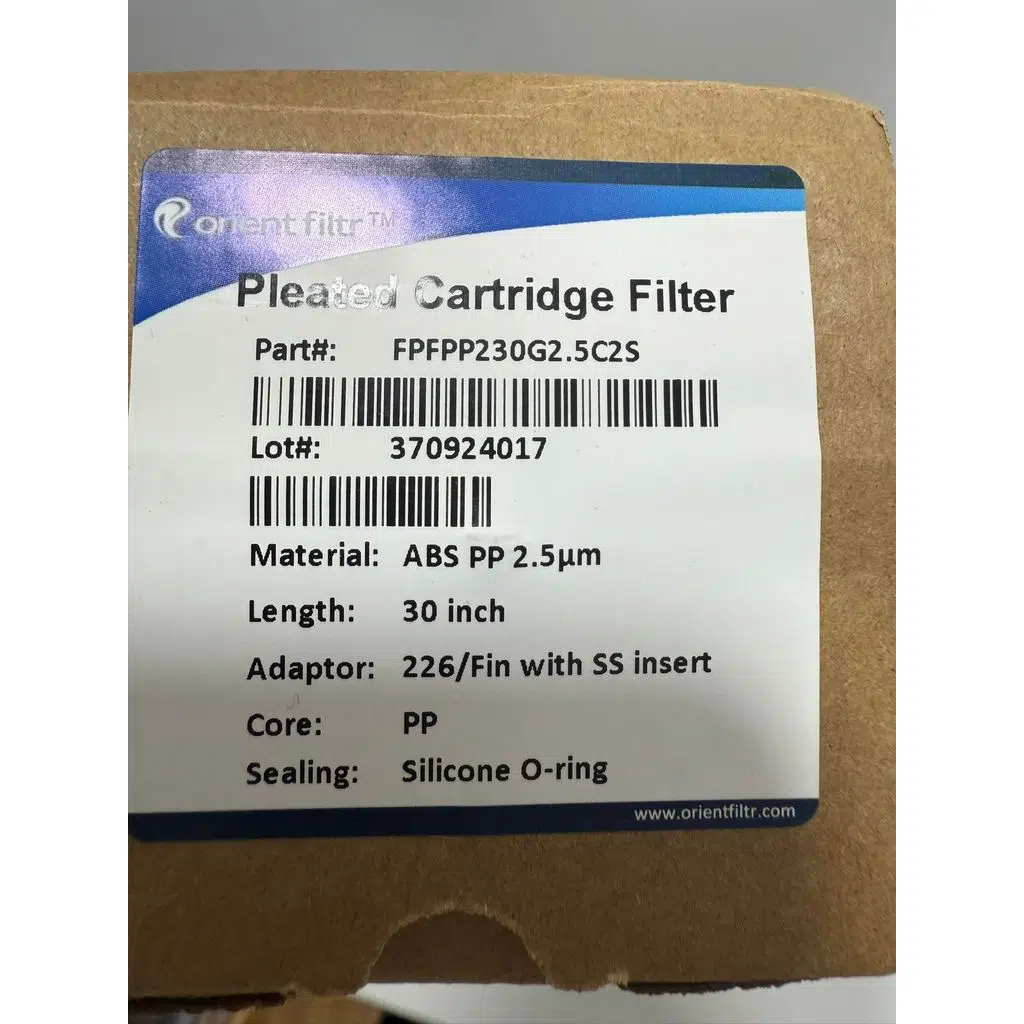 orient filtr™
Pleated Cartridge Filter
Part#: FPFPP230G2.5C2S
Lot#: 370924017
Material: ABS PP 2.5µm
Length: 30 inch
Adaptor: 226/Fin with SS insert
Core: PP
Sealing: Silicone O-ring
www.orientfiltr.com